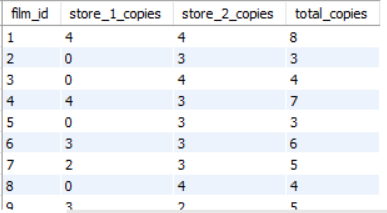 film_id store_1_copies store_2_copies total_copies
1 4 4 8
2 0 3 3
3 0 4 4
4 4 3 7
5 0 3 3
6 3 3 6
7 2 3 5
8 0 4 4
9 3 2 5